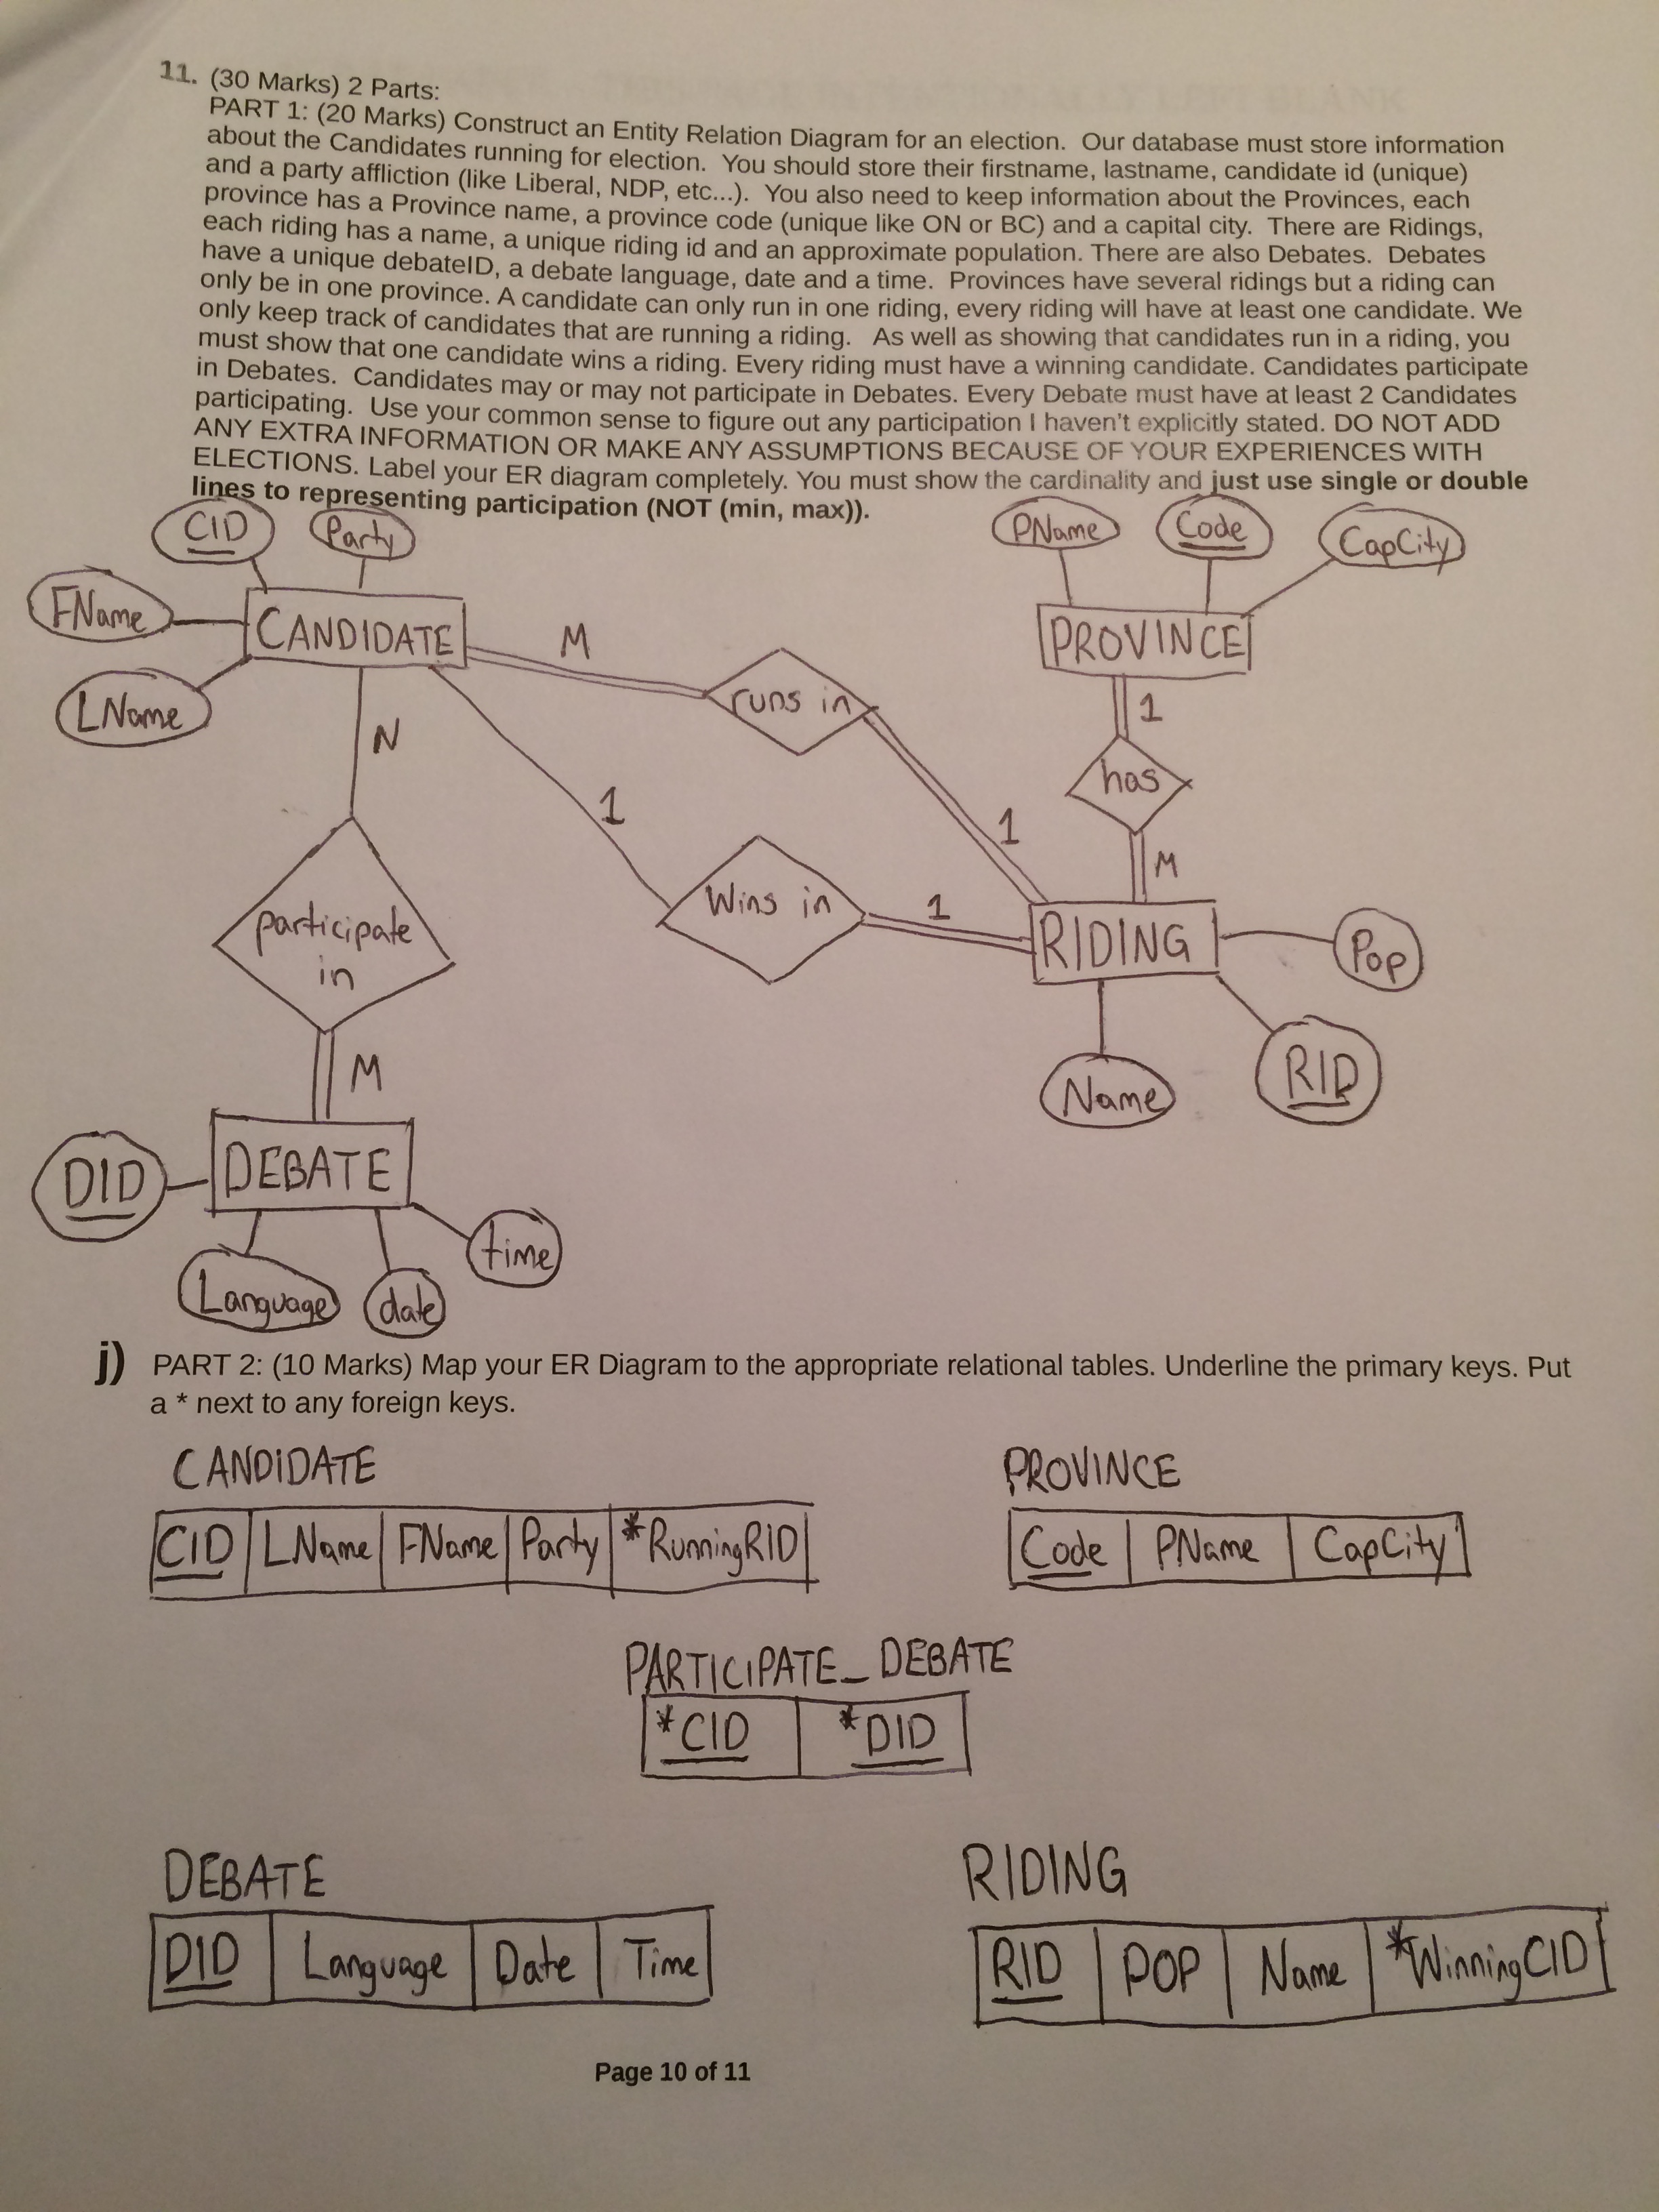 11. (30 Marks) 2 Parts:
PART 1: (20 Marks) Construct an Entity Relation Diagram for an election. Our database must store information
about the Candidates running for election. You should store their firstname, lastname, candidate id (unique)
and a party affliction (like Liberal, NDP, etc...). You also need to keep information about the Provinces, each
province has a Province name, a province code (unique like ON or BC) and a capital city. There are Ridings,
each riding has a name, a unique riding id and an approximate population. There are also Debates. Debates
have a unique debateID, a debate language, date and a time. Provinces have several ridings but a riding can
only be in one province. A candidate can only run in one riding, every riding will have at least one candidate. We
only keep track of candidates that are running a riding. As well as showing that candidates run in a riding, you
must show that one candidate wins a riding. Every riding must have a winning candidate. Candidates participate
in Debates. Candidates may or may not participate in Debates. Every Debate must have at least 2 Candidates
participating. Use your common sense to figure out any participation I haven't explicitly stated. DO NOT ADD
ANY EXTRA INFORMATION OR MAKE ANY ASSUMPTIONS BECAUSE OF YOUR EXPERIENCES WITH
ELECTIONS. Label your ER diagram completely. You must show the cardinality and just use single or double
lines to representing participation (NOT (min, max)).
CID Party PName Code CapCity
FName CANDIDATE M PROVINCE
LName runs in 1
N has
1 1 M
participate
in
Wins in 1 RIDING Pop
M Name RID
DID DEBATE
Language date time
j) PART 2: (10 Marks) Map your ER Diagram to the appropriate relational tables. Underline the primary keys. Put
a * next to any foreign keys.
CANDIDATE PROVINCE
CID LName FName Party *RunningRID Code PName CapCity
PARTICIPATE_DEBATE
*CID *DID
DEBATE RIDING
DID Language Date Time RID POP Name *WinningCID
Page 10 of 11